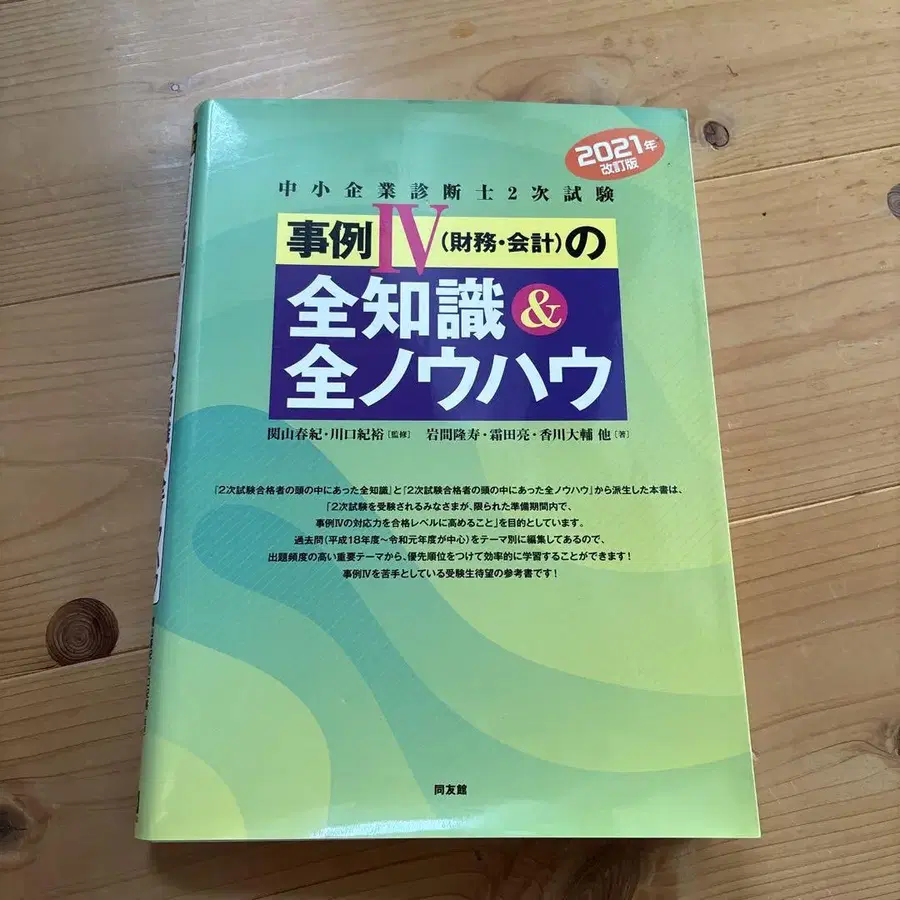 2021年
改訂版
中小企業診断士2次試験
事例Ⅳ(財務・会計)の
全知識&
全ノウハウ
関山春紀・川口紀裕[監修] 岩間隆寿・霜田亮・香川大輔 他[著]
『2次試験合格者の頭の中にあった全知識』と『2次試験合格者の頭の中にあった全ノウハウ』から派生した本書は、
「2次試験を受験されるみなさまが、限られた準備期間内で、
事例Ⅳの対応力を合格レベルに高めること」を目的としています。
過去問(平成18年度~令和元年度が中心)をテーマ別に編集してあるので、
出題頻度の高い重要テーマから、優先順位をつけて効率的に学習することができます!
事例Ⅳを苦手としている受験生待望の参考書です!
同友館